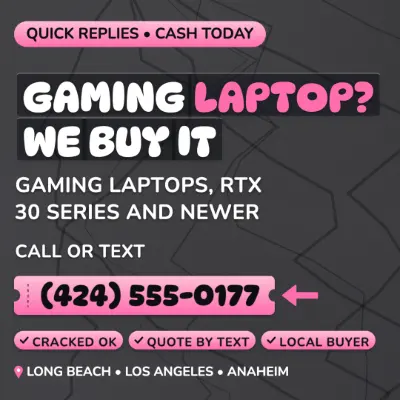 QUICK REPLIES • CASH TODAY
GAMING LAPTOP?
WE BUY IT
GAMING LAPTOPS, RTX
30 SERIES AND NEWER
CALL OR TEXT
(424) 555-0177
✓ CRACKED OK ✓ QUOTE BY TEXT ✓ LOCAL BUYER
LONG BEACH • LOS ANGELES • ANAHEIM